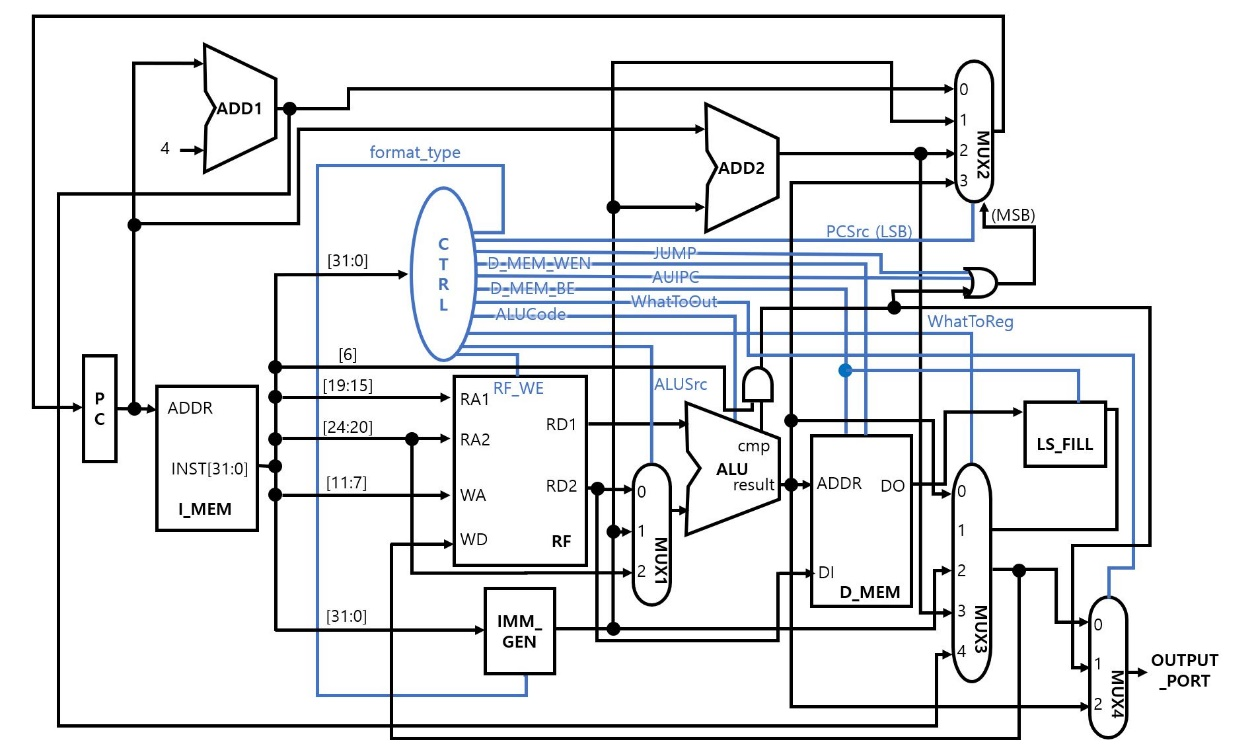 ADD1
4
format_type
ADD2
0
1
2
3
MUX2
(MSB)
PCSrc (LSB)
C
T
R
L
[31:0]
JUMP
D_MEM_WEN
AUIPC
D_MEM_BE
WhatToOut
ALUCode
WhatToReg
[6]
RF_WE
ALUSrc
P
C
ADDR
INST[31:0]
I_MEM
[19:15]
[24:20]
[11:7]
RA1
RA2
WA
WD
RD1
RD2
RF
0
1
2
MUX1
cmp
ALU
result
ADDR
DO
DI
D_MEM
LS_FILL
0
1
2
3
4
MUX3
[31:0]
IMM_
GEN
0
1
2
MUX4
OUTPUT
_PORT